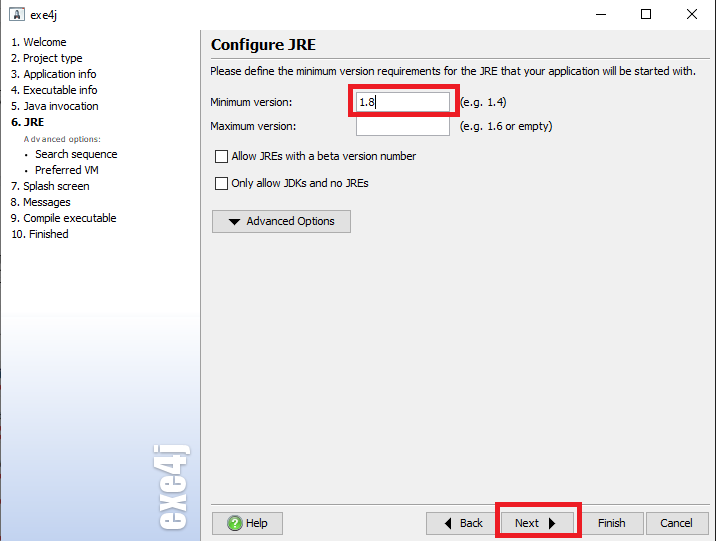 exe4j
1. Welcome
2. Project type
3. Application info
4. Executable info
5. Java invocation
6. JRE
Advanced options:
• Search sequence
• Preferred VM
7. Splash screen
8. Messages
9. Compile executable
10. Finished
exe4j
Configure JRE
Please define the minimum version requirements for the JRE that your application will be started with.
Minimum version: 1.8 (e.g. 1.4)
Maximum version: (e.g. 1.6 or empty)
Allow JREs with a beta version number
Only allow JDKs and no JREs
Advanced Options
? Help Back Next Finish Cancel